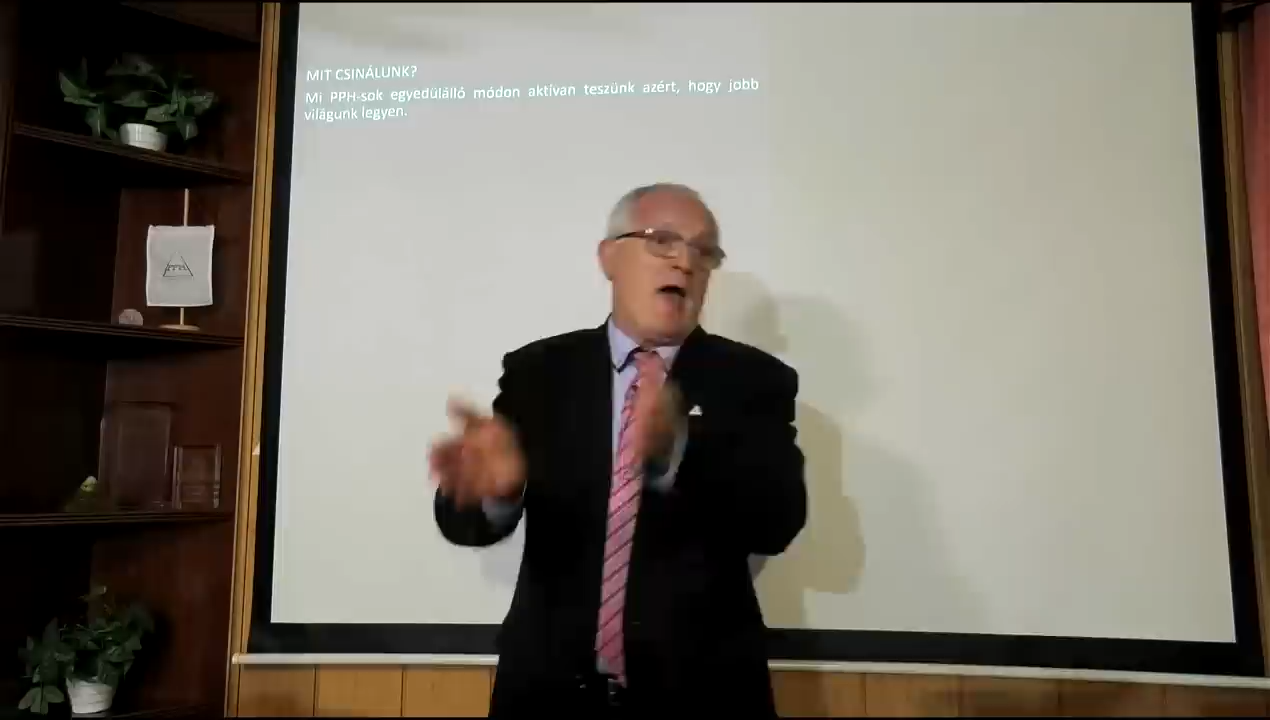 MIT CSINÁLUNK?
Mi PPH-sok egyedülálló módon aktívan teszünk azért, hogy jobb
világunk legyen.